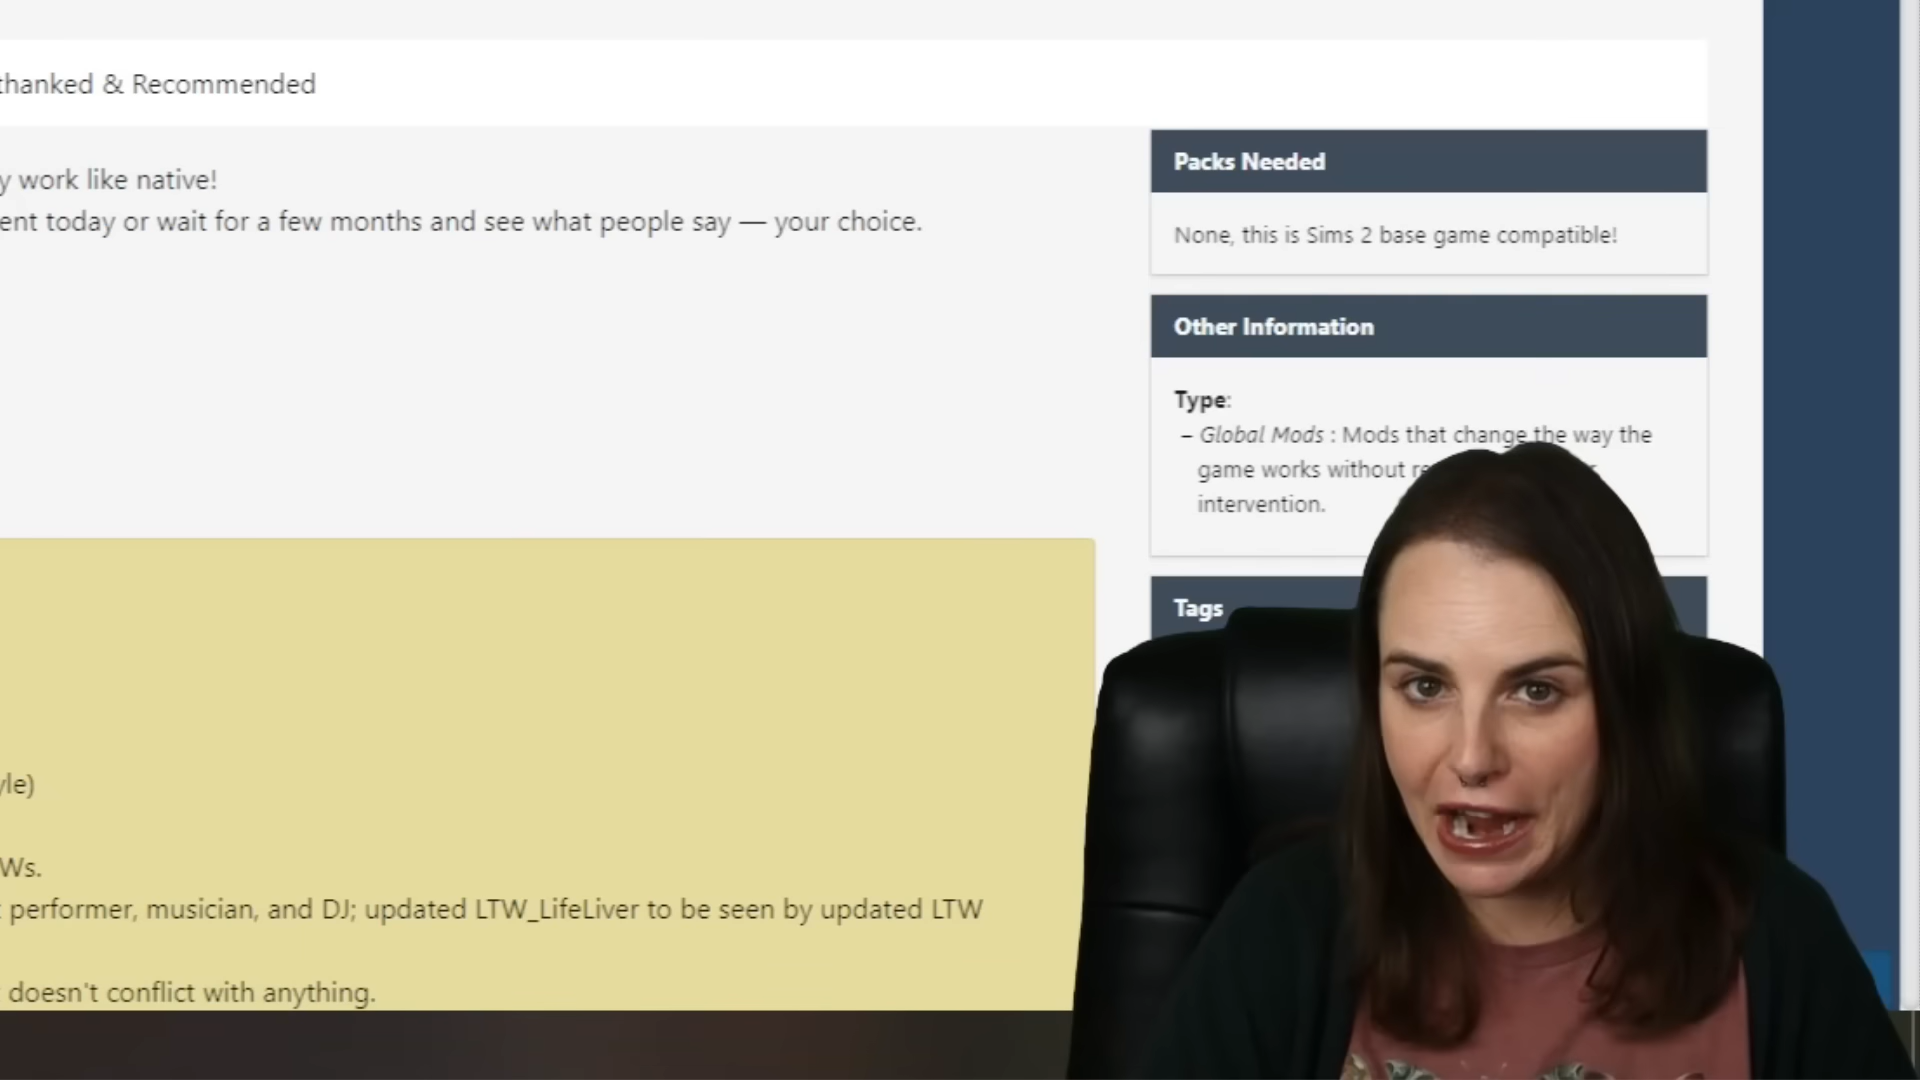 thanked & Recommended
y work like native!
ent today or wait for a few months and see what people say — your choice.
Packs Needed
None, this is Sims 2 base game compatible!
Other Information
Type:
– Global Mods : Mods that change the way the
game works without
intervention.
Tags
yle)
Ws.
performer, musician, and DJ; updated LTW_LifeLiver to be seen by updated LTW
doesn't conflict with anything.